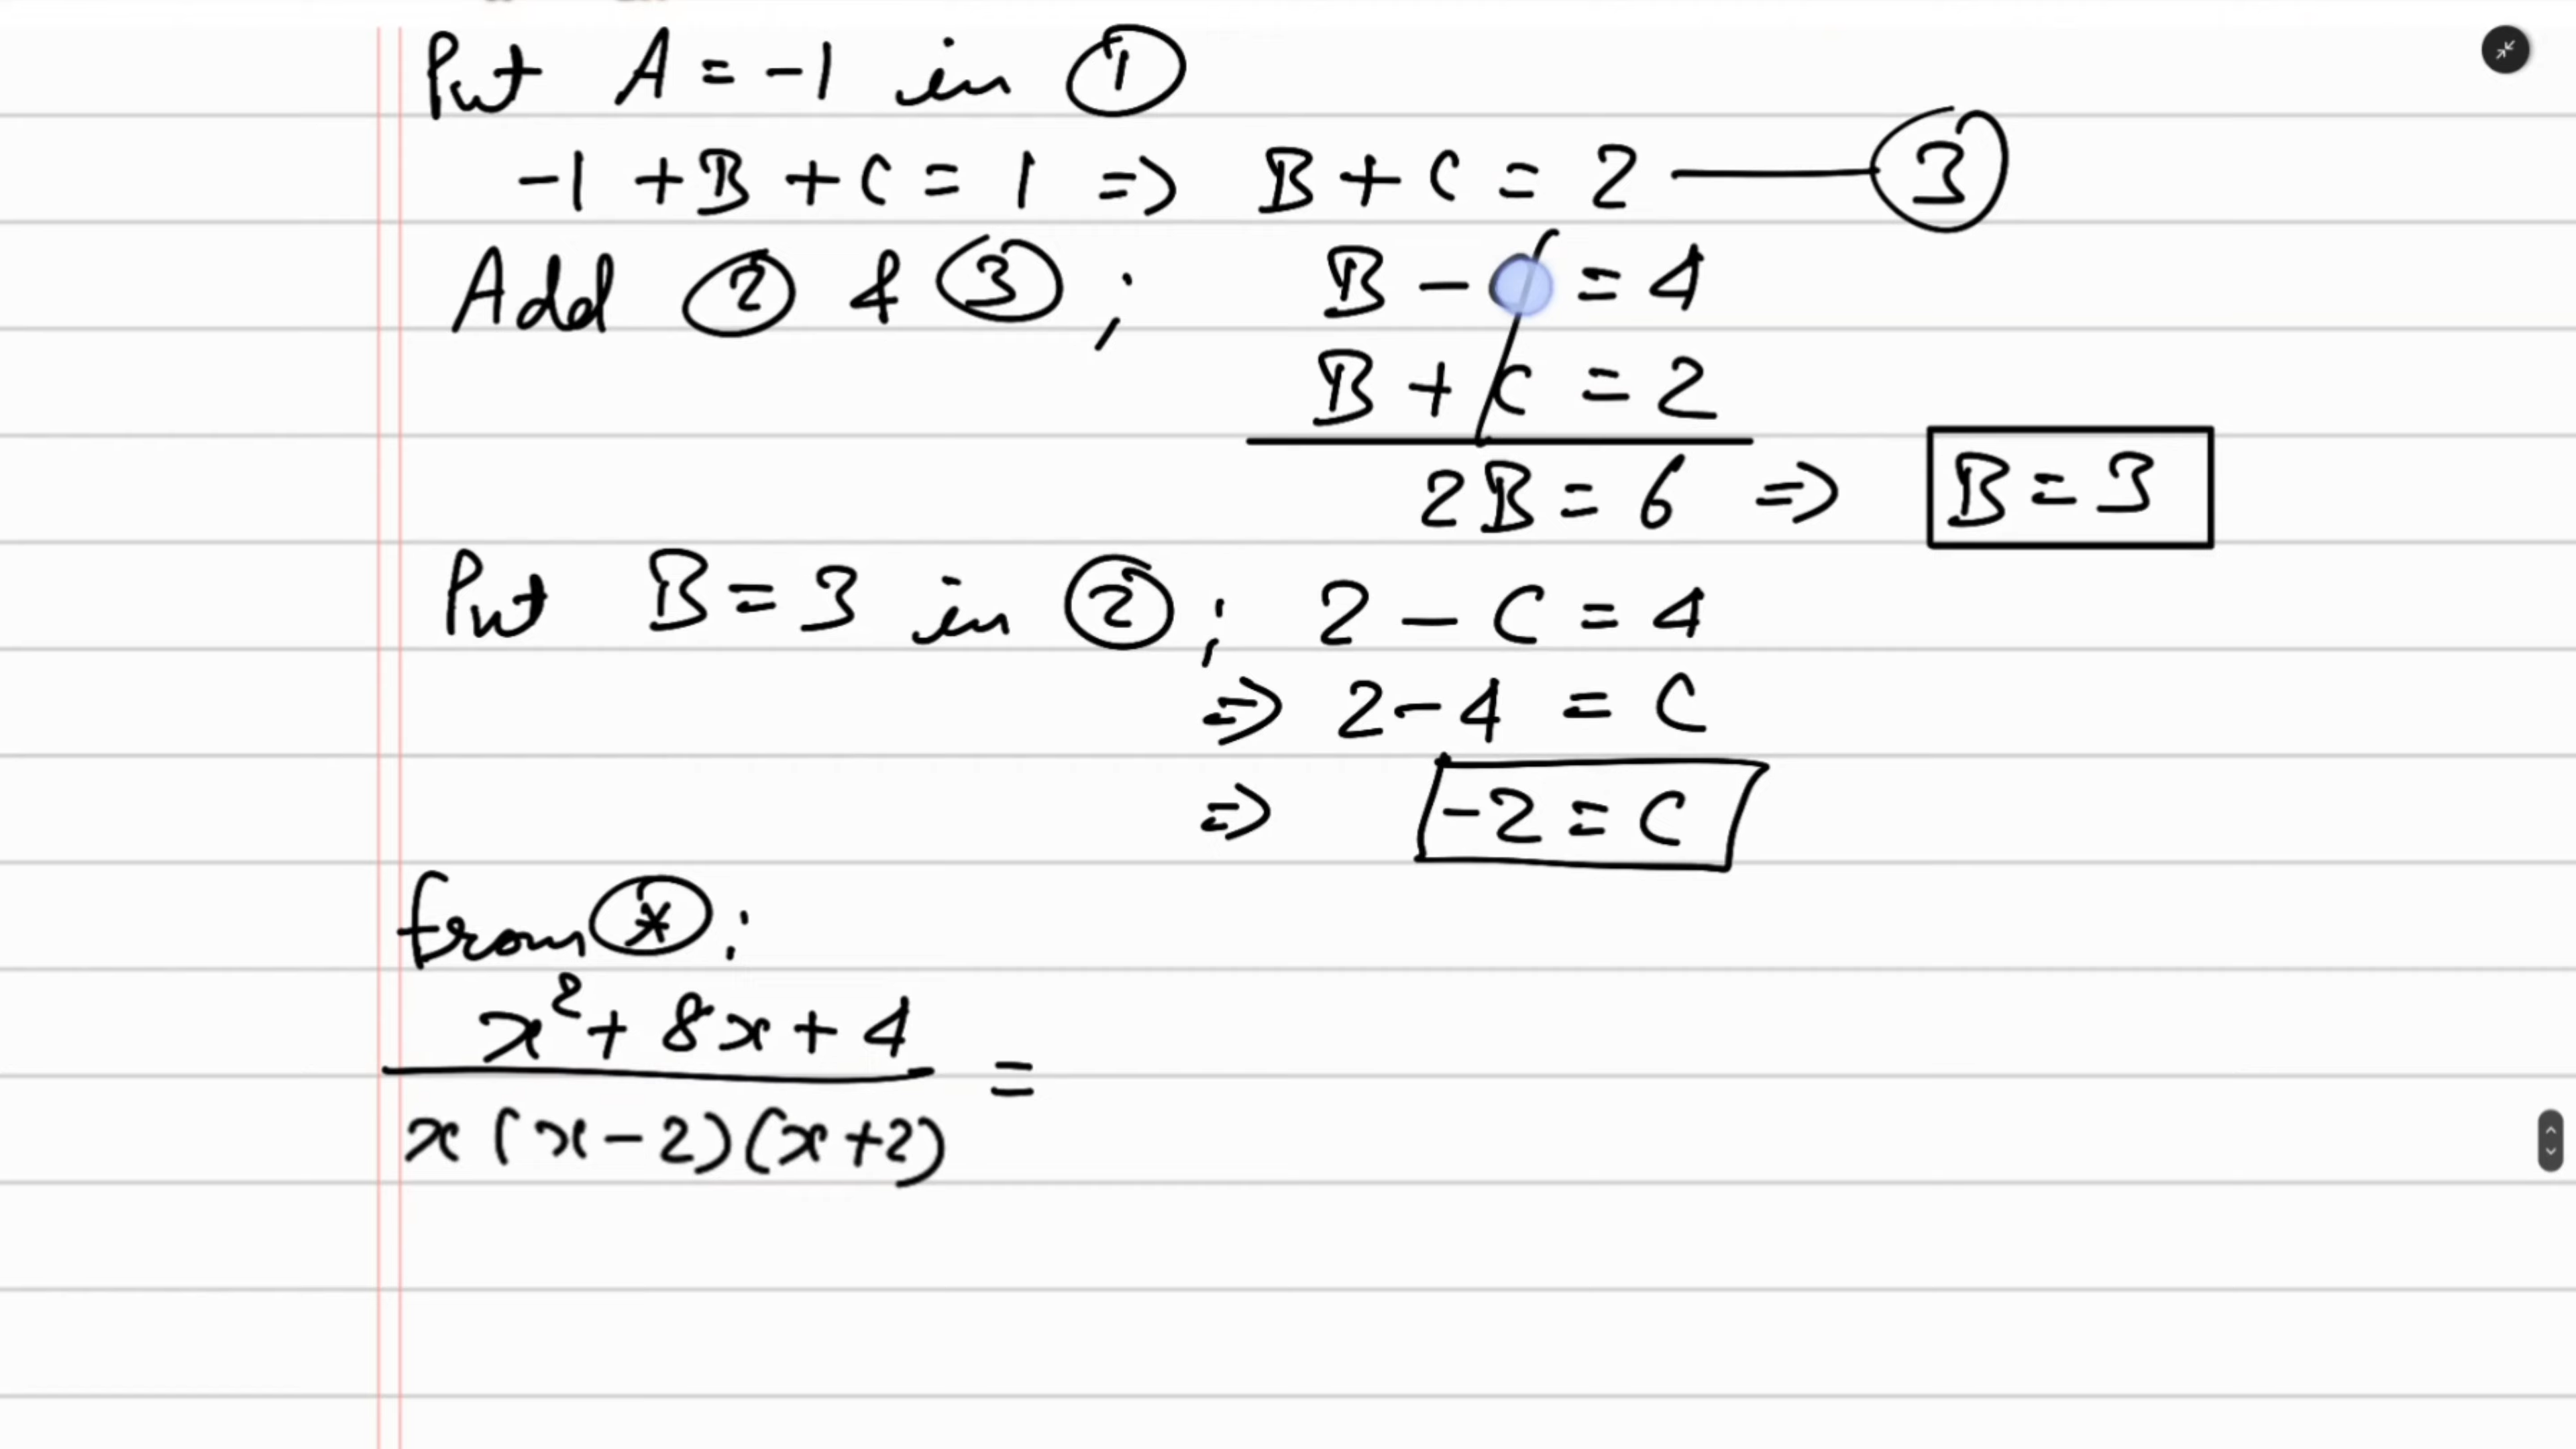 Put A = -1 in ①
-1 + B + C = 1 ⇒ B + C = 2 —— ③
Add ② & ③ ; B - = 4
B + C = 2
2B = 6 ⇒ B = 3
Put B = 3 in ② ; 2 - C = 4
⇒ 2 - 4 = C
⇒ -2 = C
from ⊛ :
x² + 8x + 4
=
x (x - 2)(x + 2)